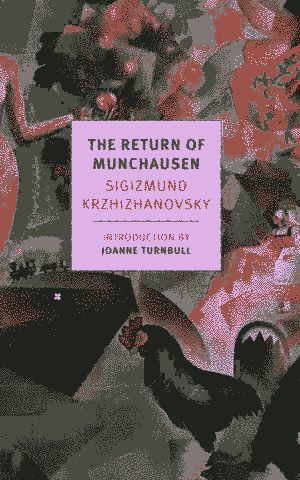 THE RETURN OF
MUNCHAUSEN
SIGIZMUND
KRZHIZHANOVSKY
INTRODUCTION BY
JOANNE TURNBULL